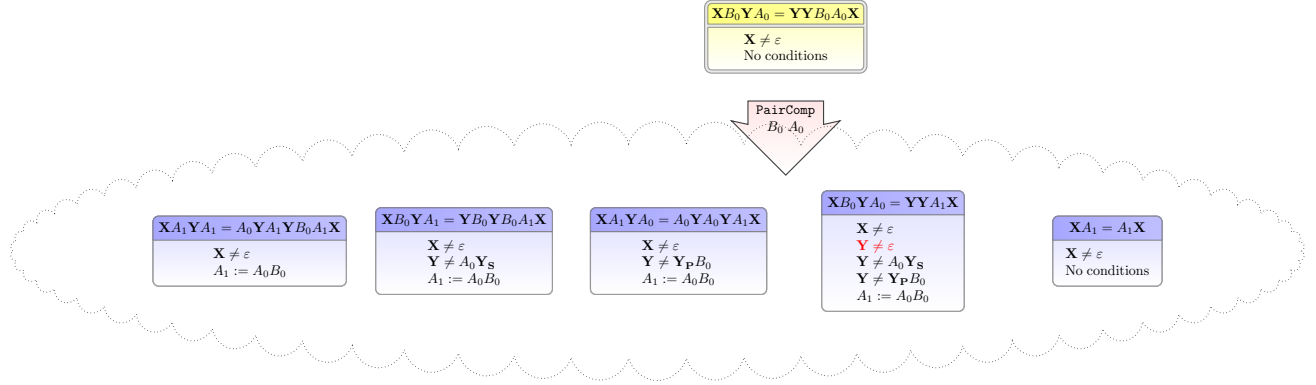 XB₀YA₀ = YYB₀A₀X
X ≠ ε
No conditions
PairComp
B₀ A₀
XA₁YA₁ = A₀YA₁YB₀A₁X
X ≠ ε
A₁ := A₀B₀
XB₀YA₁ = YB₀YB₀A₁X
X ≠ ε
Y ≠ A₀Y_S
A₁ := A₀B₀
XA₁YA₀ = A₀YA₀YA₁X
X ≠ ε
Y ≠ Y_PB₀
A₁ := A₀B₀
XB₀YA₀ = YYA₁X
X ≠ ε
Y ≠ ε
Y ≠ A₀Y_S
Y ≠ Y_PB₀
A₁ := A₀B₀
XA₁ = A₁X
X ≠ ε
No conditions